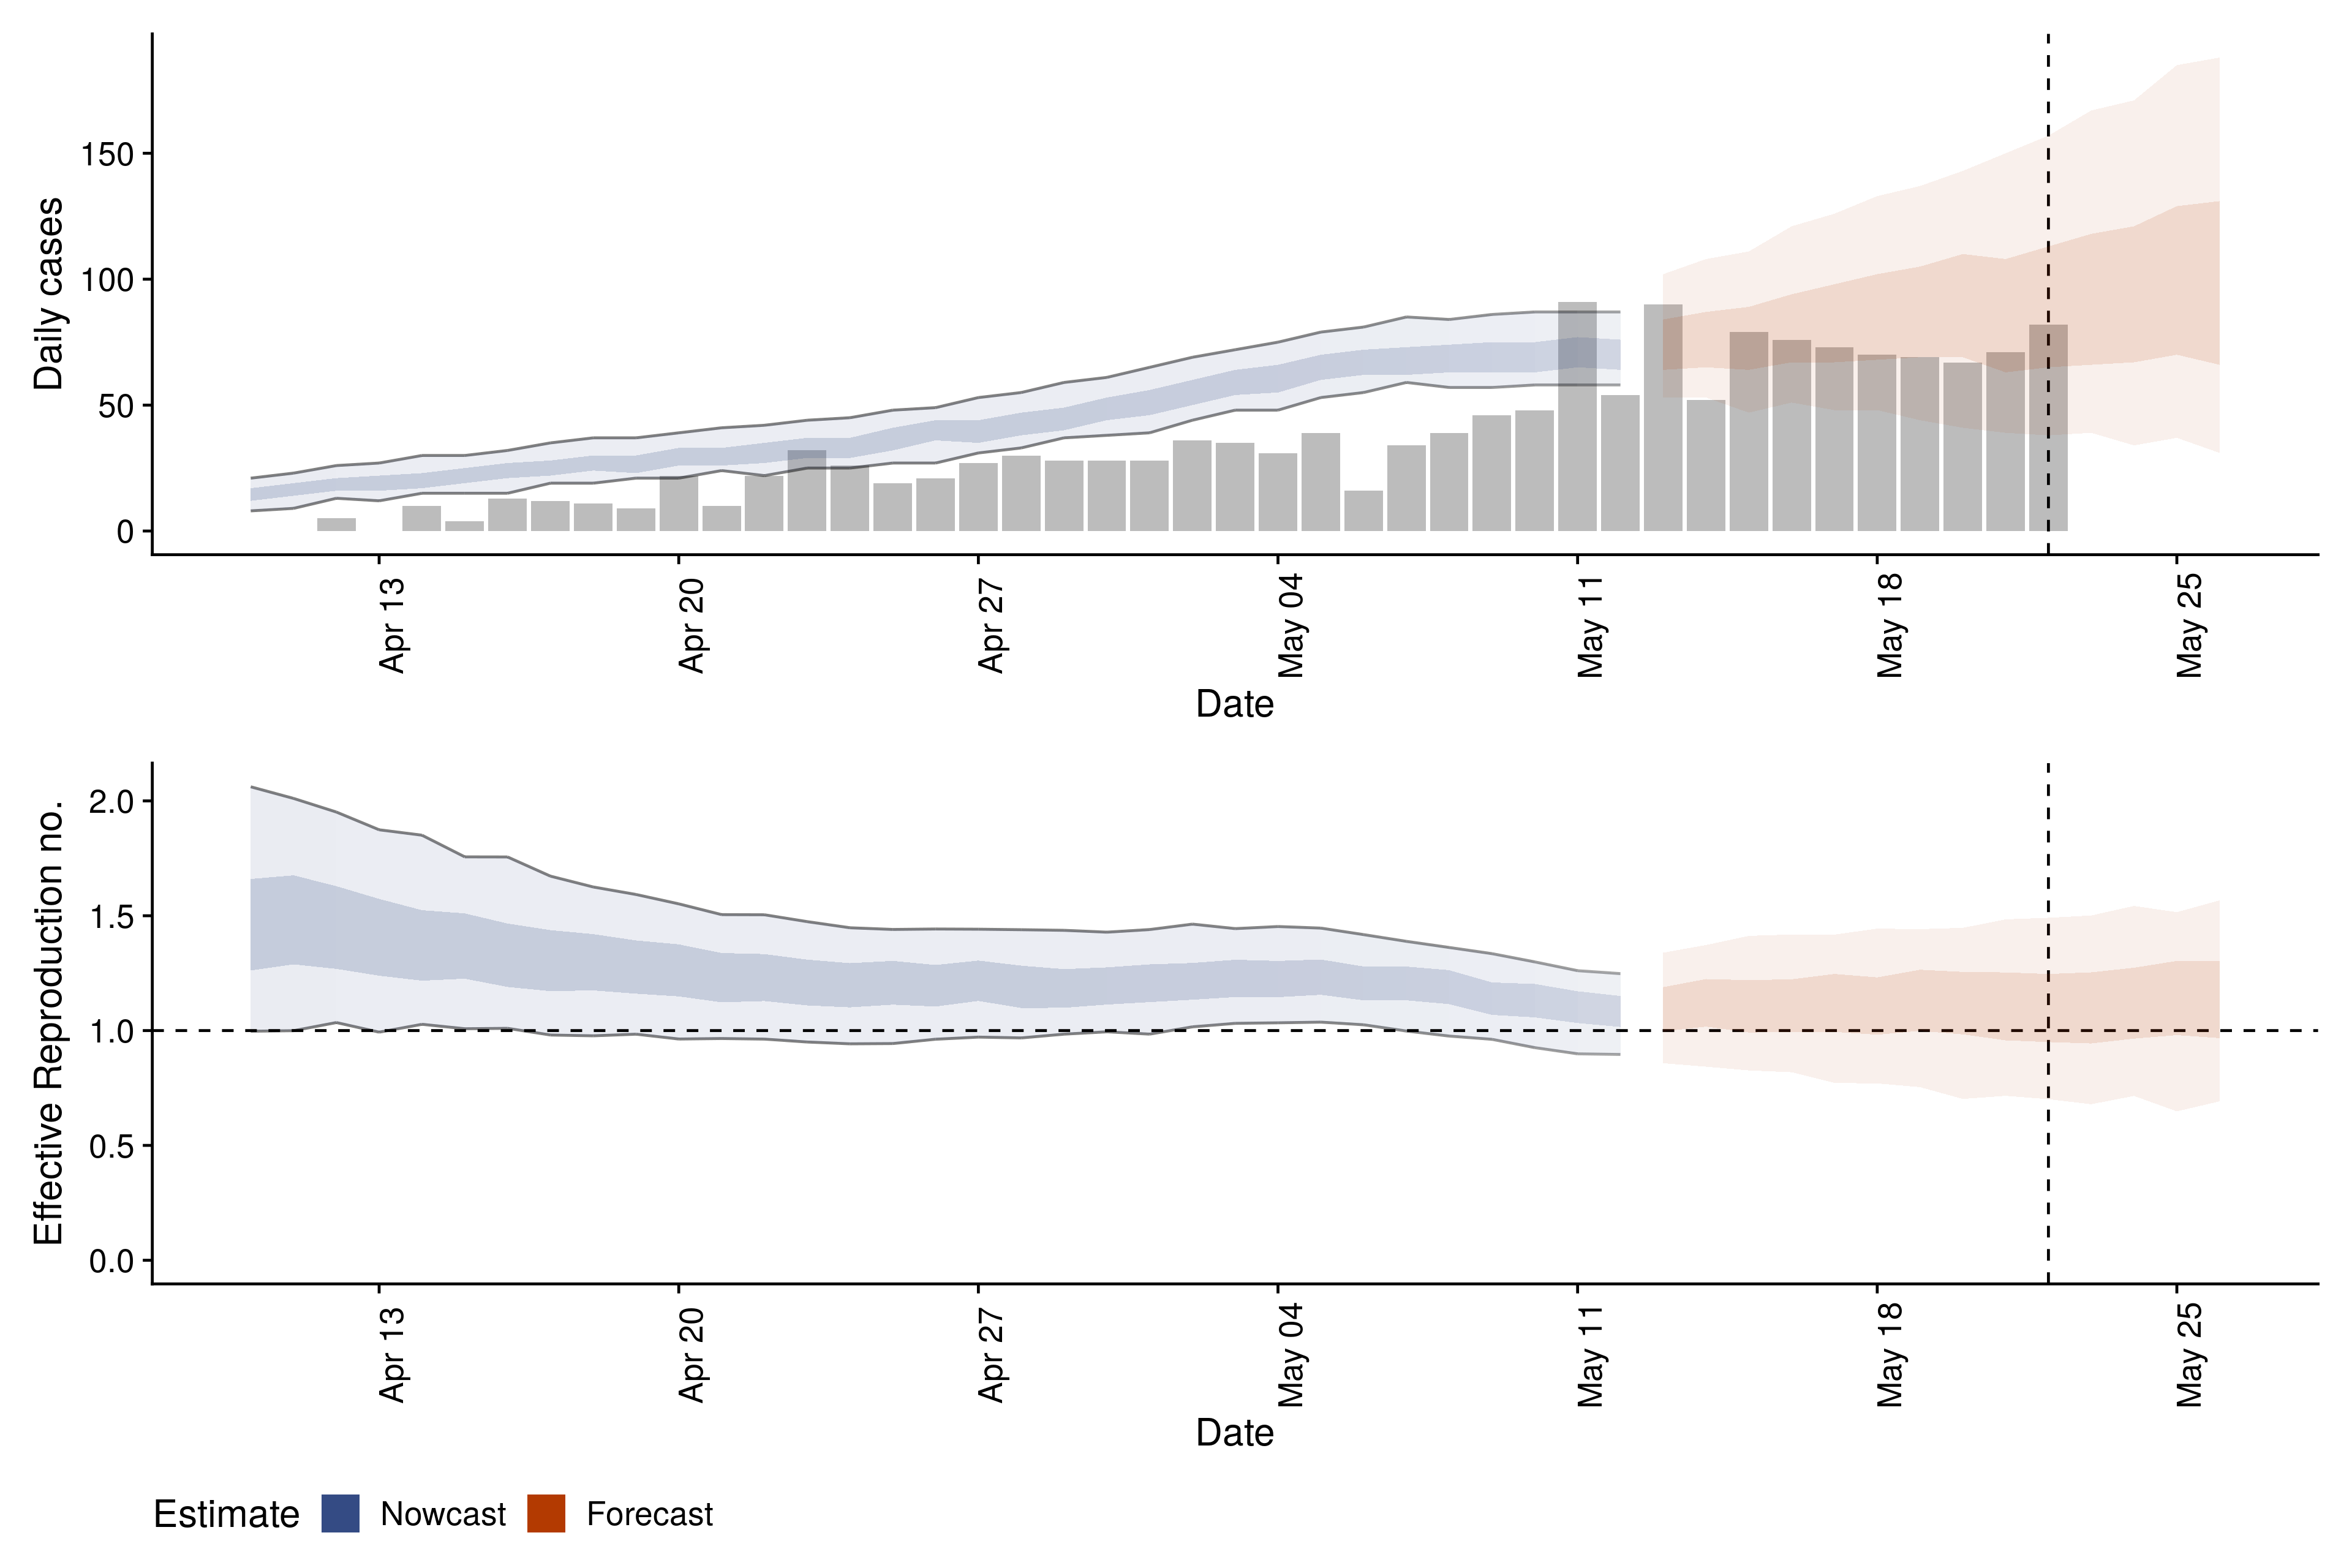 Daily cases
150
100
50
0
Apr 13
Apr 20
Apr 27
May 04
May 11
May 18
May 25
Date
Effective Reproduction no.
2.0
1.5
1.0
0.5
0.0
Apr 13
Apr 20
Apr 27
May 04
May 11
May 18
May 25
Date
Estimate Nowcast Forecast